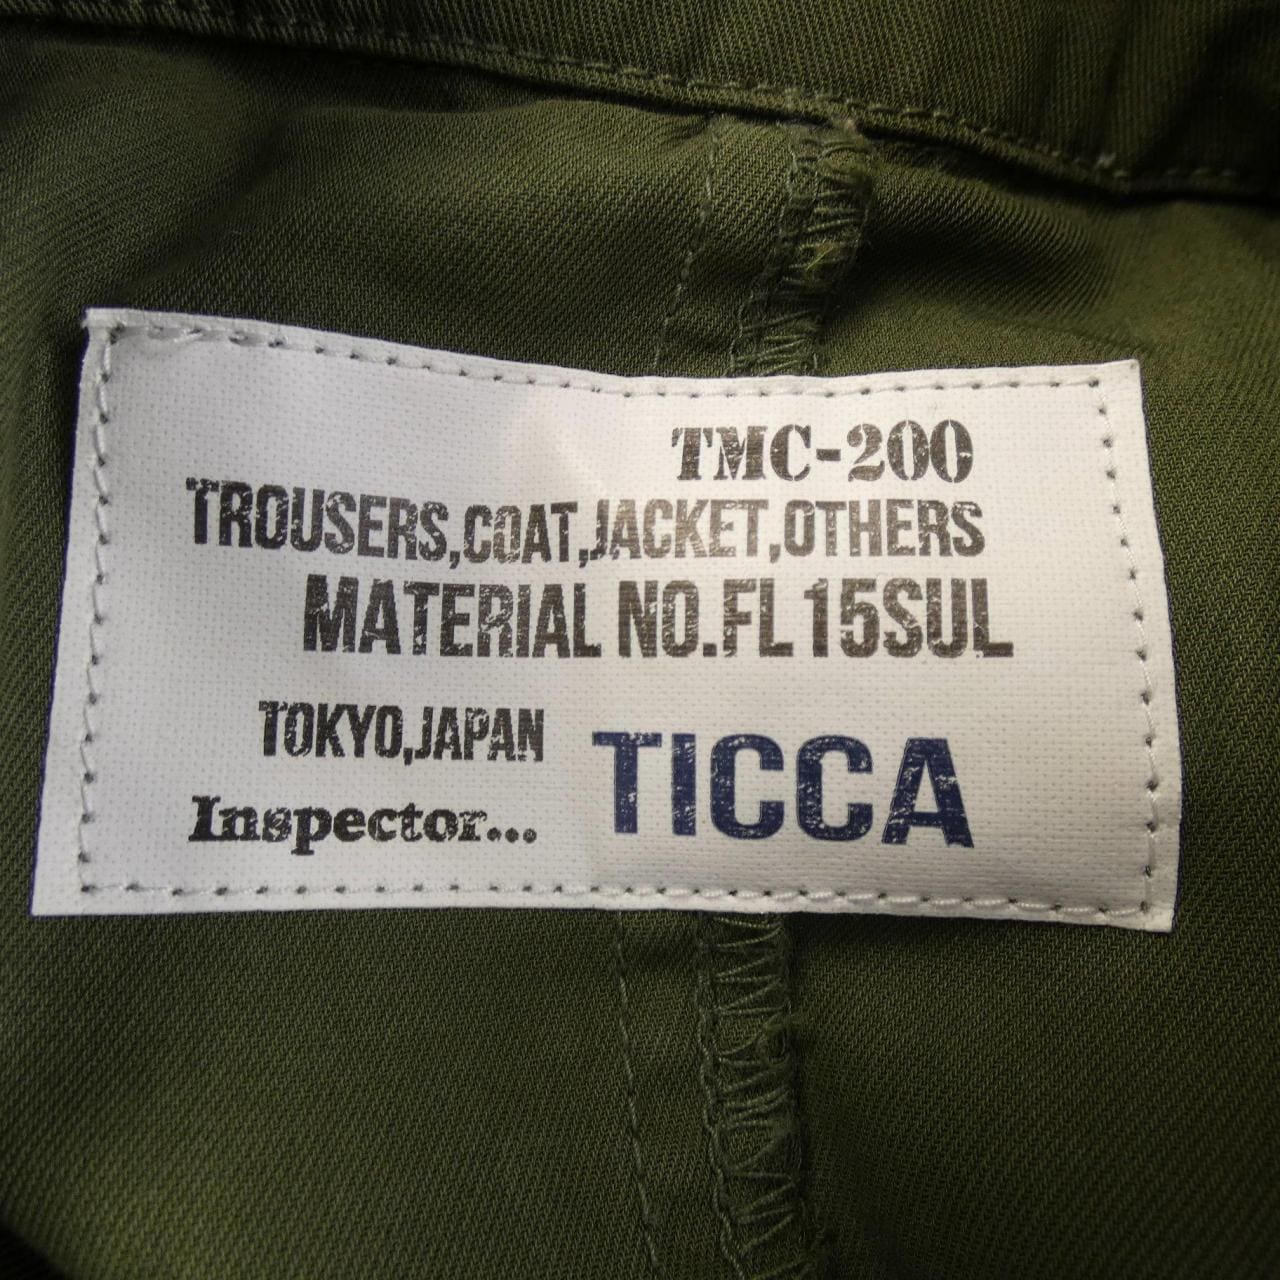 TMC-200
TROUSERS,COAT,JACKET,OTHERS
MATERIAL NO.FL15SUL
TOKYO,JAPAN
Inspector...
TICCA